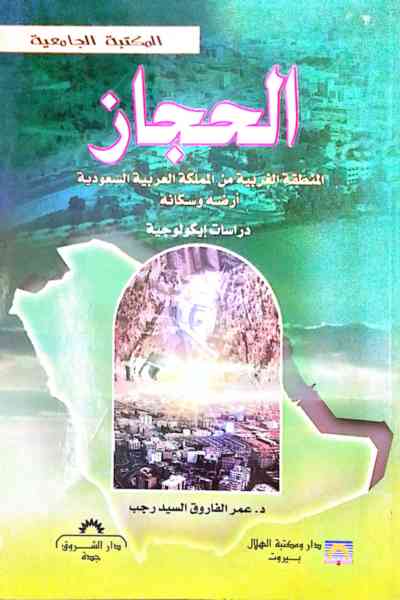 المكتبة الجامعية
الحجاز
المنطقة الغربية من المملكة العربية السعودية
أرضه وسكانه
دراسات إيكولوجية
د. عمر الفاروق السيد رجب
دار الشروق
جدة
دار ومكتبة الهلال
بيروت